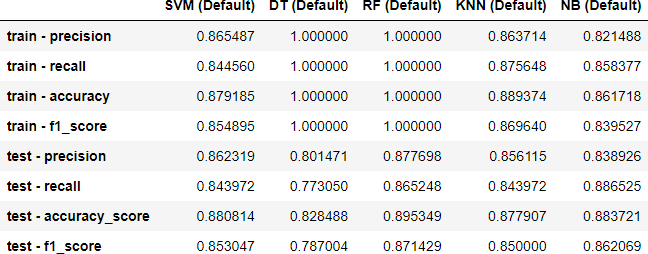 SVM (Default) DT (Default) RF (Default) KNN (Default) NB (Default)
train - precision 0.865487 1.000000 1.000000 0.863714 0.821488
train - recall 0.844560 1.000000 1.000000 0.875648 0.858377
train - accuracy 0.879185 1.000000 1.000000 0.889374 0.861718
train - f1_score 0.854895 1.000000 1.000000 0.869640 0.839527
test - precision 0.862319 0.801471 0.877698 0.856115 0.838926
test - recall 0.843972 0.773050 0.865248 0.843972 0.886525
test - accuracy_score 0.880814 0.828488 0.895349 0.877907 0.883721
test - f1_score 0.853047 0.787004 0.871429 0.850000 0.862069